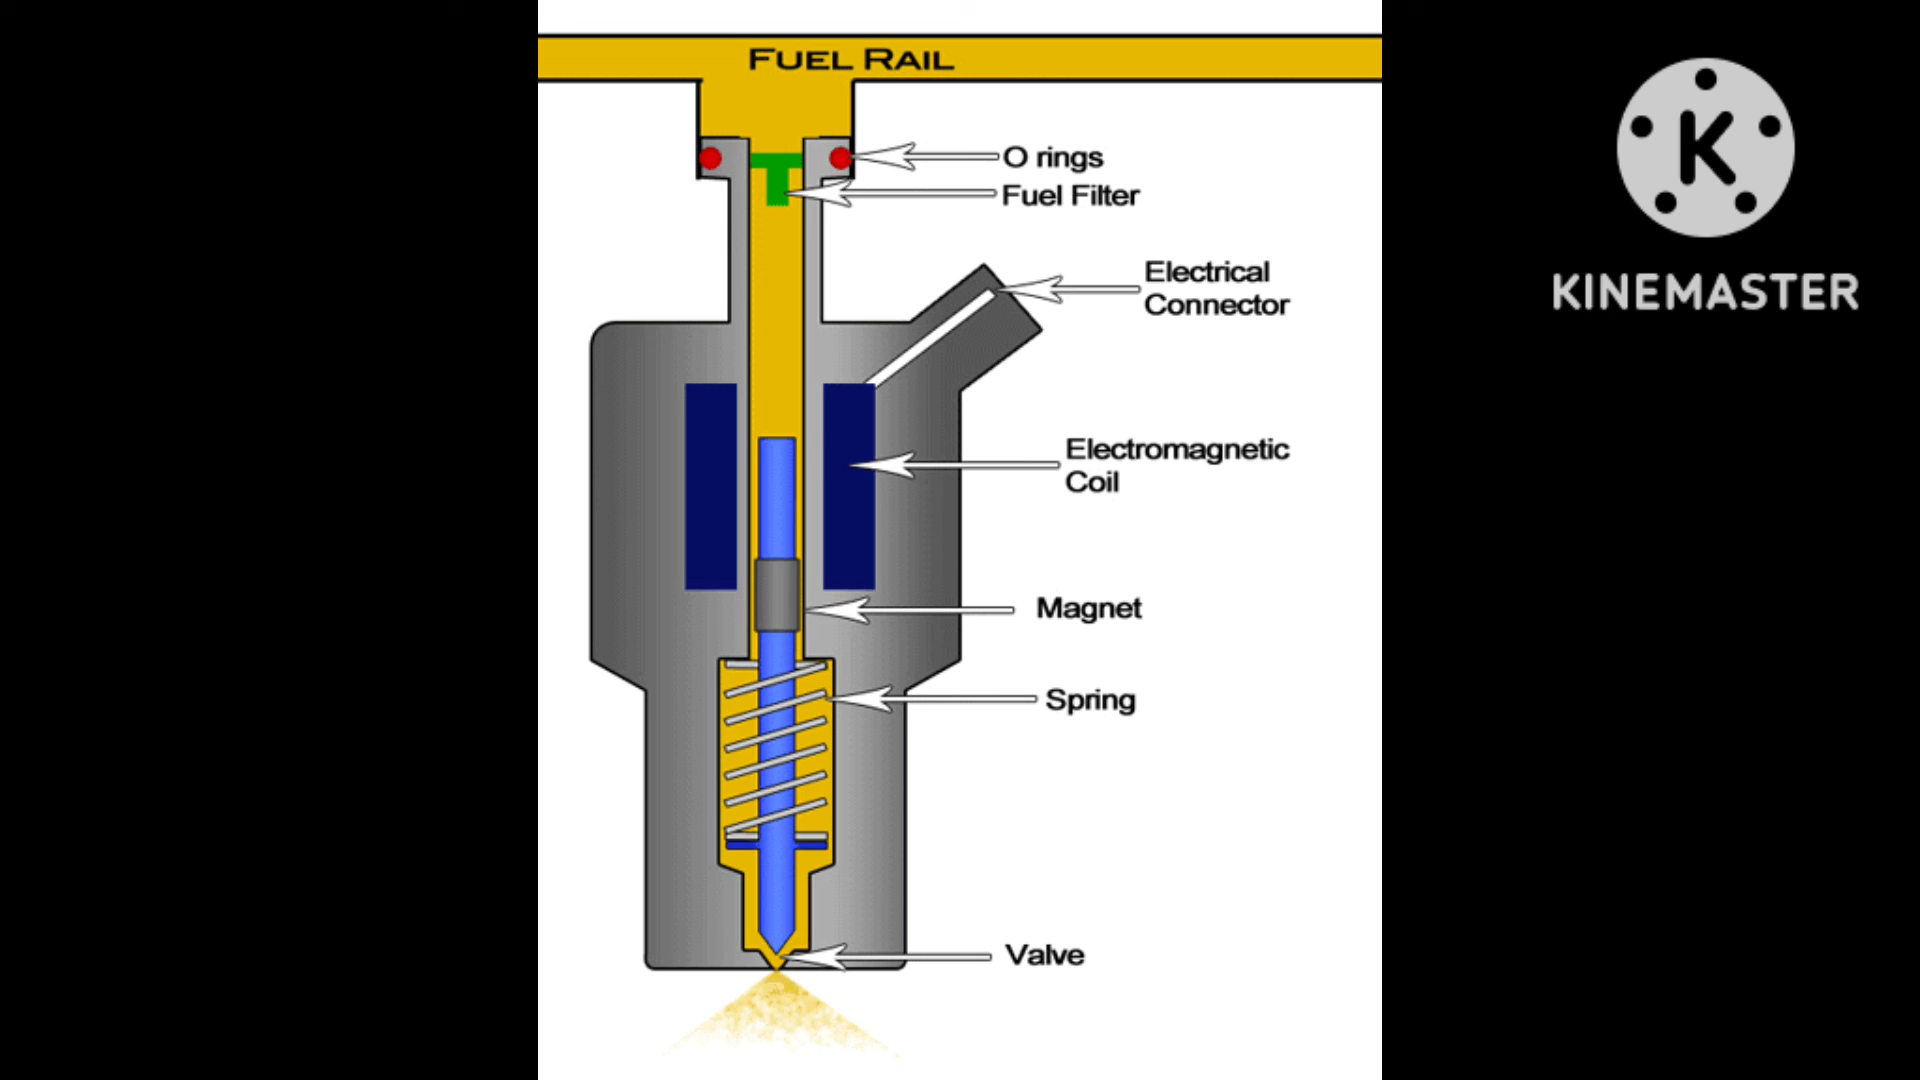 FUEL RAIL
O rings
Fuel Filter
Electrical
Connector
Electromagnetic
Coil
Magnet
Spring
Valve
K
KINEMASTER